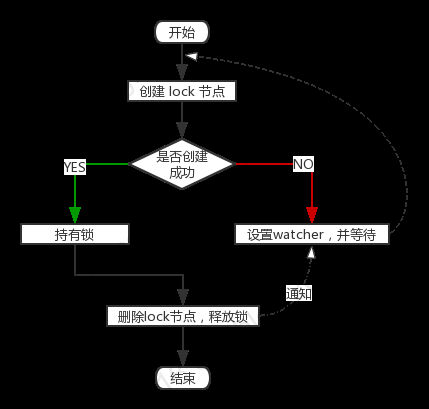 开始
创建 lock 节点
是否创建
成功
YES
NO
持有锁
设置watcher，并等待
通知
删除lock节点，释放锁
结束